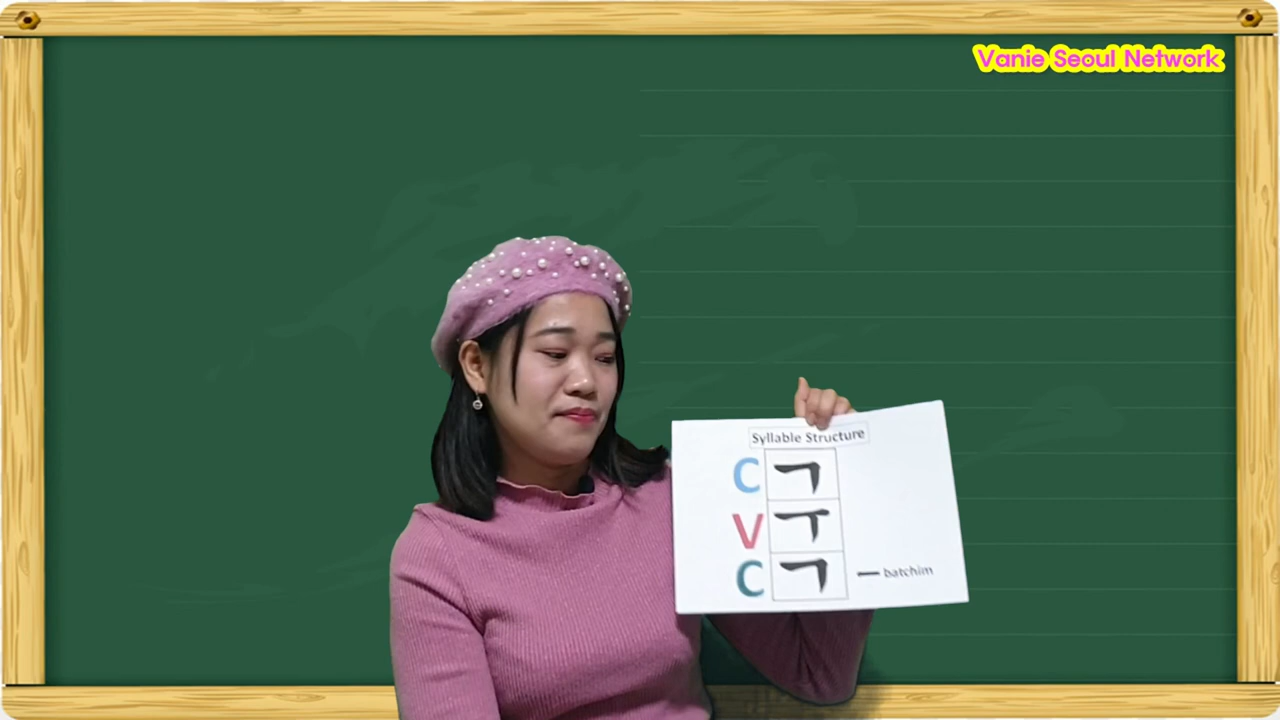 Vanie Seoul Network
Syllable Structure
C ㄱ
V ㅜ
C ㄱ — batchim